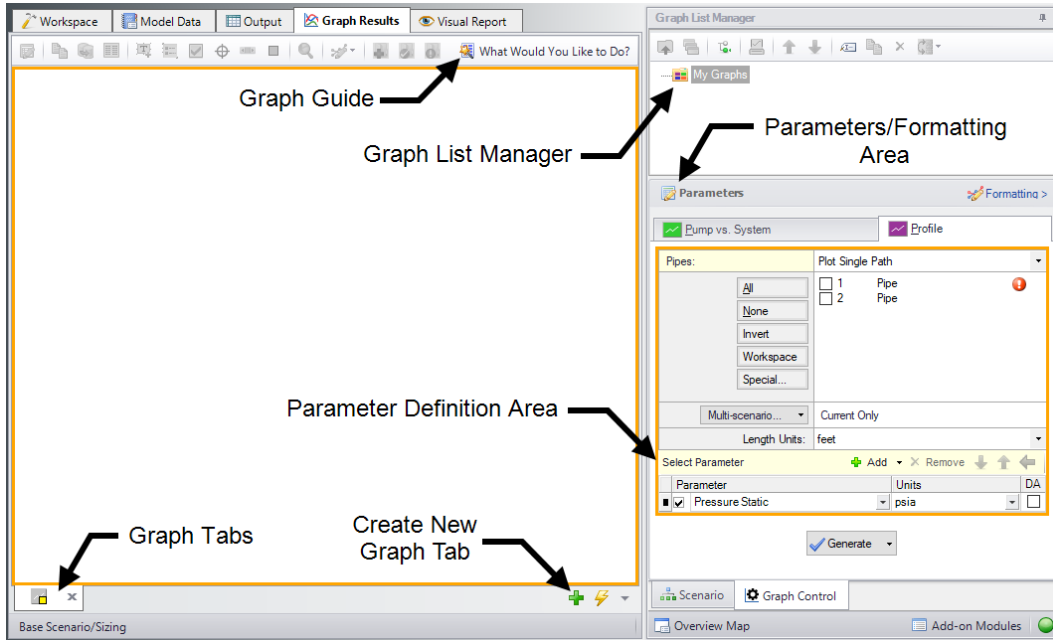 Workspace Model Data Output Graph Results Visual Report
What Would You Like to Do?
Graph Guide
Graph List Manager
Graph Tabs
Create New
Graph Tab
Parameter Definition Area
Base Scenario/Sizing
Graph List Manager
My Graphs
Parameters/Formatting
Area
Parameters Formatting >
Pump vs. System Profile
Pipes: Plot Single Path
All 1 Pipe
2 Pipe
None
Invert
Workspace
Special...
Multi-scenario... Current Only
Length Units: feet
Select Parameter Add Remove
Parameter Units DA
Pressure Static psia
Generate
Scenario Graph Control
Overview Map Add-on Modules